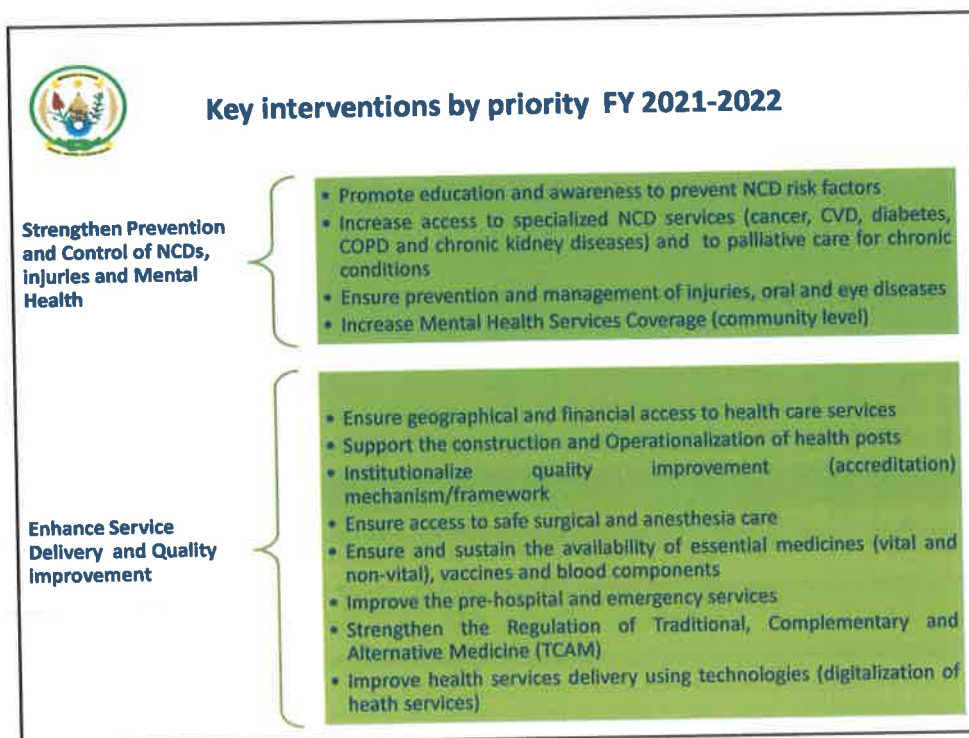 Key interventions by priority FY 2021-2022
Strengthen Prevention
and Control of NCDs,
injuries and Mental
Health
• Promote education and awareness to prevent NCD risk factors
• Increase access to specialized NCD services (cancer, CVD, diabetes,
COPD and chronic kidney diseases) and to palliative care for chronic
conditions
• Ensure prevention and management of injuries, oral and eye diseases
• Increase Mental Health Services Coverage (community level)
Enhance Service
Delivery and Quality
improvement
• Ensure geographical and financial access to health care services
• Support the construction and Operationalization of health posts
• Institutionalize quality improvement (accreditation)
mechanism/framework
• Ensure access to safe surgical and anesthesia care
• Ensure and sustain the availability of essential medicines (vital and
non-vital), vaccines and blood components
• Improve the pre-hospital and emergency services
• Strengthen the Regulation of Traditional, Complementary and
Alternative Medicine (TCAM)
• Improve health services delivery using technologies (digitalization of
heath services)